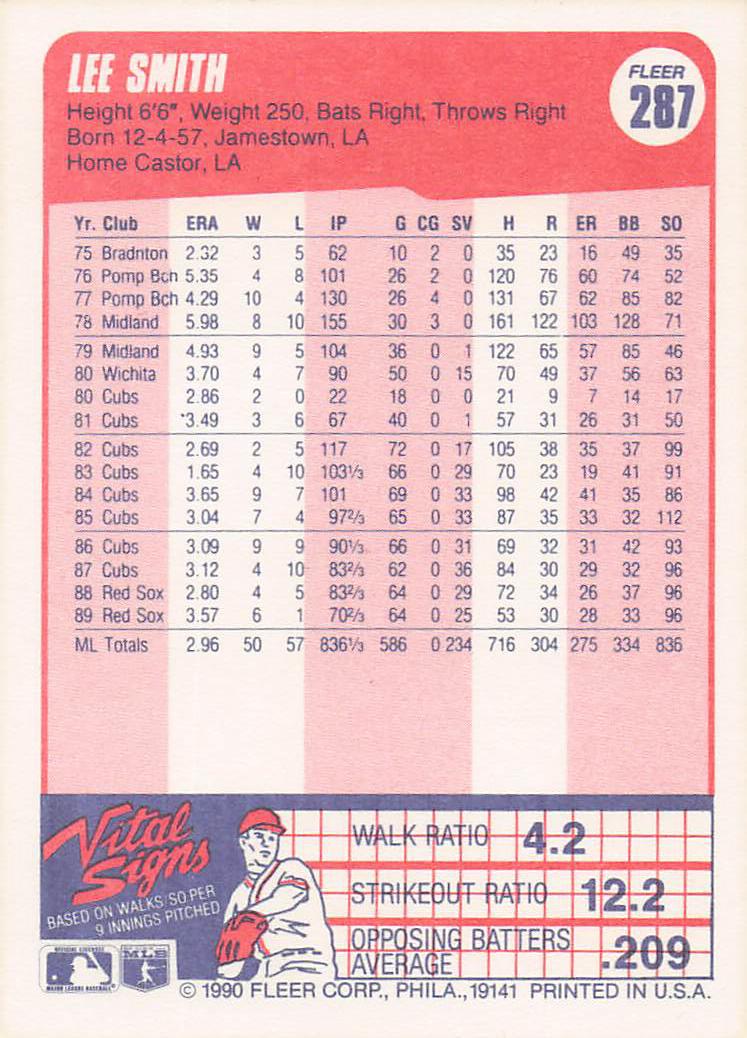 LEE SMITH
FLEER
287
Height 6'6", Weight 250, Bats Right, Throws Right
Born 12-4-57, Jamestown, LA
Home Castor, LA
Yr. Club ERA W L IP G CG SV H R ER BB SO
75 Bradnton 2.32 3 5 62 10 2 0 35 23 16 49 35
76 Pomp Bch 5.35 4 8 101 26 2 0 120 76 60 74 52
77 Pomp Bch 4.29 10 4 130 26 4 0 131 67 62 85 82
78 Midland 5.98 8 10 155 30 3 0 161 122 103 128 71
79 Midland 4.93 9 5 104 36 0 1 122 65 57 85 46
80 Wichita 3.70 4 7 90 50 0 15 70 49 37 56 63
80 Cubs 2.86 2 0 22 18 0 0 21 9 7 14 17
81 Cubs *3.49 3 6 67 40 0 1 57 31 26 31 50
82 Cubs 2.69 2 5 117 72 0 17 105 38 35 37 99
83 Cubs 1.65 4 10 103⅓ 66 0 29 70 23 19 41 91
84 Cubs 3.65 9 7 101 69 0 33 98 42 41 35 86
85 Cubs 3.04 7 4 97⅔ 65 0 33 87 35 33 32 112
86 Cubs 3.09 9 9 90⅓ 66 0 31 69 32 31 42 93
87 Cubs 3.12 4 10 83⅔ 62 0 36 84 30 29 32 96
88 Red Sox 2.80 4 5 83⅔ 64 0 29 72 34 26 37 96
89 Red Sox 3.57 6 1 70⅔ 64 0 25 53 30 28 33 96
ML Totals 2.96 50 57 836⅓ 586 0 234 716 304 275 334 836
Vital
Signs
BASED ON WALKS/SO PER
9 INNINGS PITCHED
WALK RATIO 4.2
STRIKEOUT RATIO 12.2
OPPOSING BATTERS
AVERAGE .209
OFFICIAL LICENSEE
MAJOR LEAGUE BASEBALL
MLB
© 1990 FLEER CORP., PHILA., 19141 PRINTED IN U.S.A.